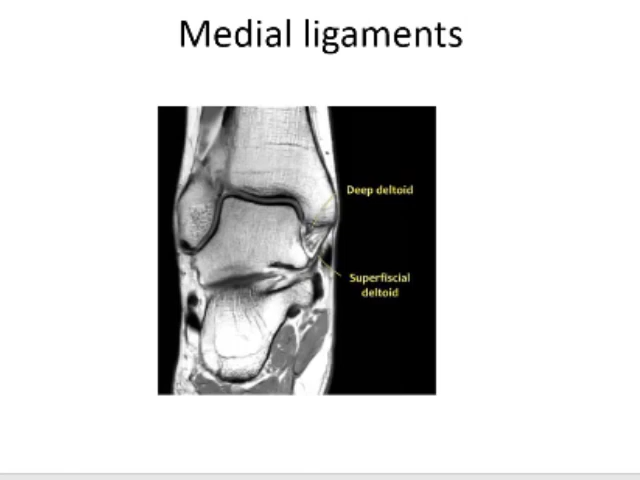 Medial ligaments
Deep deltoid
Superfiscial
deltoid